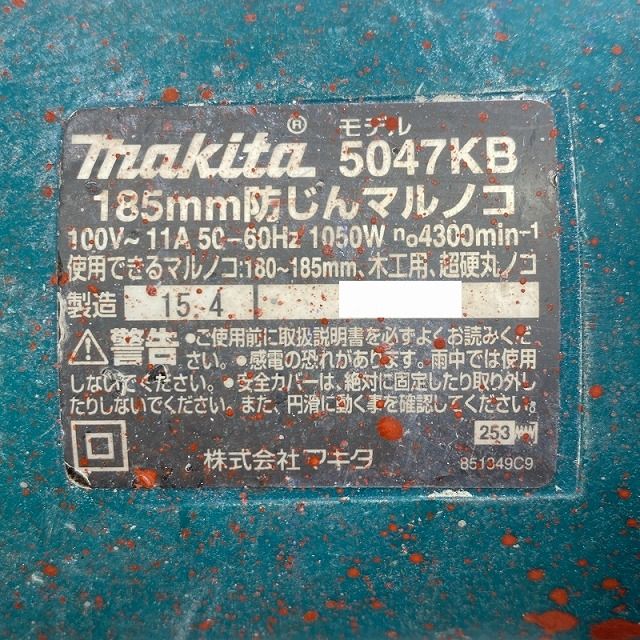 makita® モデル 5047KB
185mm防じんマルノコ
100V~ 11A 50-60Hz 1050W n₀4300min⁻¹
使用できるマルノコ:180~185mm、木工用、超硬丸ノコ
製造 15.4
警告 •ご使用前に取扱説明書を必ずよくお読みくだ
さい。•感電の恐れがあります。雨中では使用
しないでください。•安全カバーは、絶対に固定したり取り外し
たりしないでください。また、円滑に動く事を確認してください。
253
株式会社マキタ 851349C9